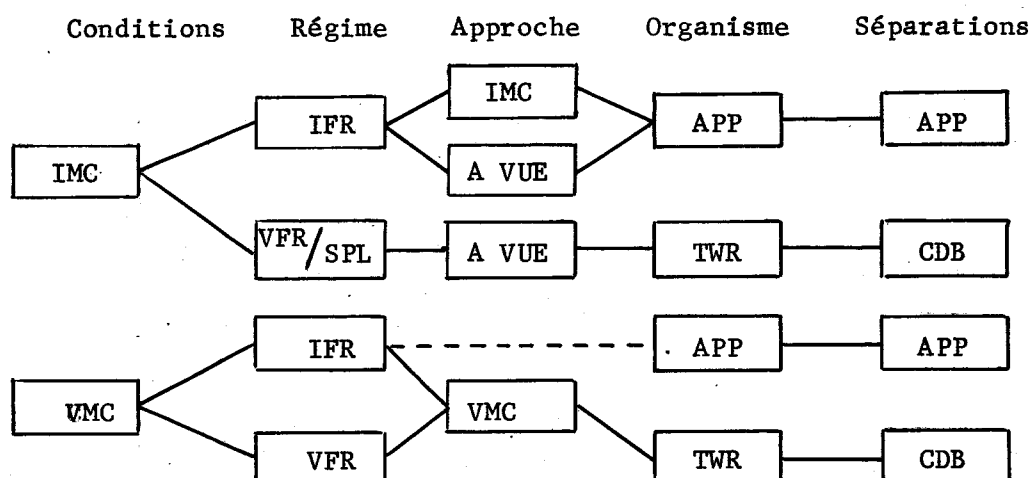 Conditions Régime Approche Organisme Séparations
IMC
IFR APP APP
IMC
A VUE
VFR/SPL A VUE TWR CDB
IFR APP APP
VMC VMC
VFR TWR CDB